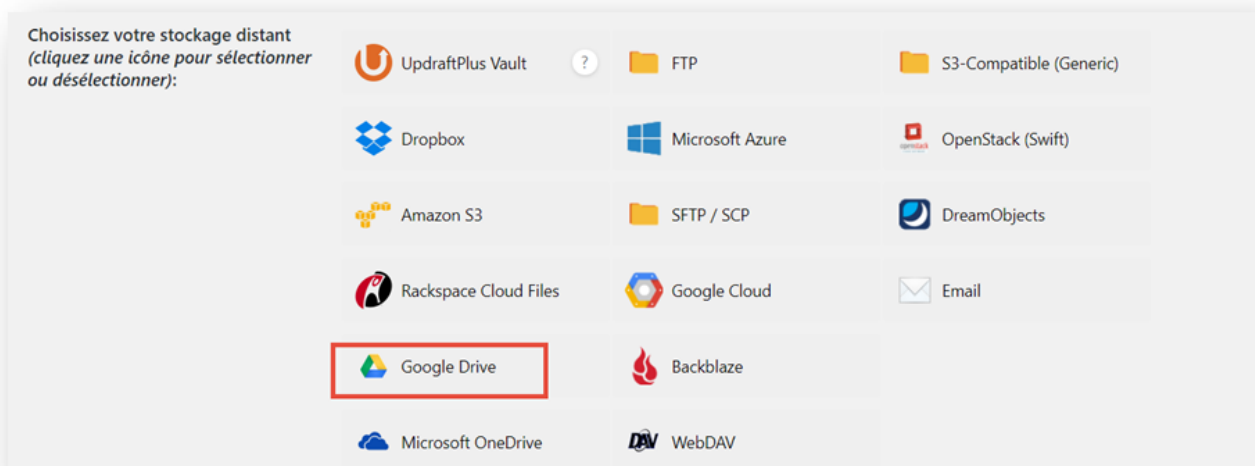 Choisissez votre stockage distant
(cliquez une icône pour sélectionner
ou désélectionner):
UpdraftPlus Vault ? FTP S3-Compatible (Generic)
Dropbox Microsoft Azure openstack OpenStack (Swift)
Amazon S3 SFTP / SCP DreamObjects
Rackspace Cloud Files Google Cloud Email
Google Drive Backblaze
Microsoft OneDrive DAV WebDAV